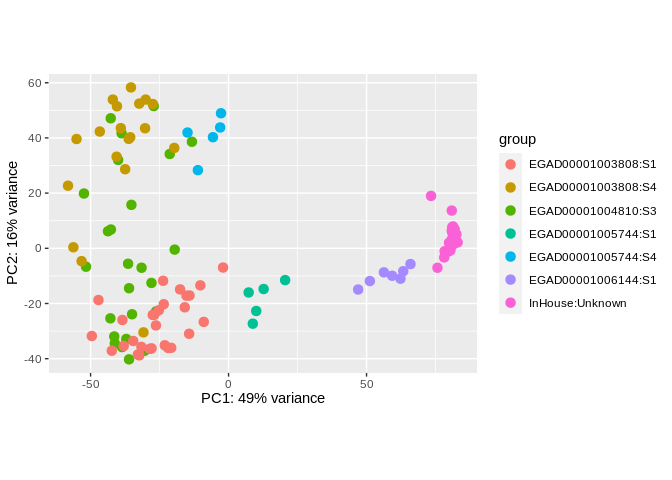 60
40
20
0
-20
-40
-50
0
50
PC1: 49% variance
PC2: 16% variance
group
EGAD00001003808:S1
EGAD00001003808:S4
EGAD00001004810:S3
EGAD00001005744:S1
EGAD00001005744:S4
EGAD00001006144:S1
InHouse:Unknown